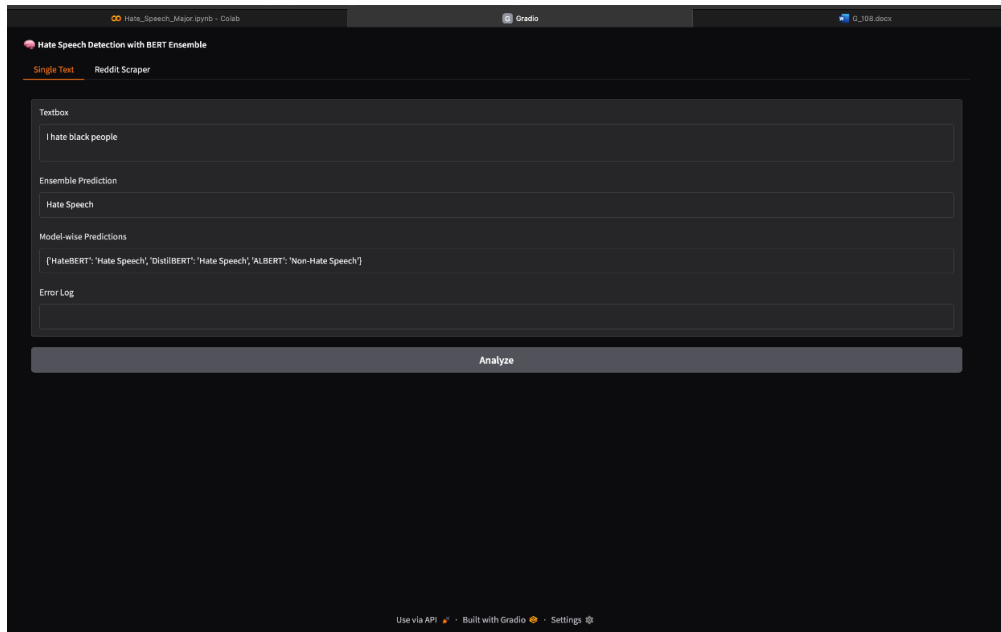 Hate_Speech_Major.ipynb - Colab
Gradio
Q_108.docx
🧠 Hate Speech Detection with BERT Ensemble
Single Text
Reddit Scraper
Textbox
I hate black people
Ensemble Prediction
Hate Speech
Model-wise Predictions
{'HateBERT': 'Hate Speech', 'DistilBERT': 'Hate Speech', 'ALBERT': 'Non-Hate Speech'}
Error Log
Analyze
Use via API · Built with Gradio · Settings